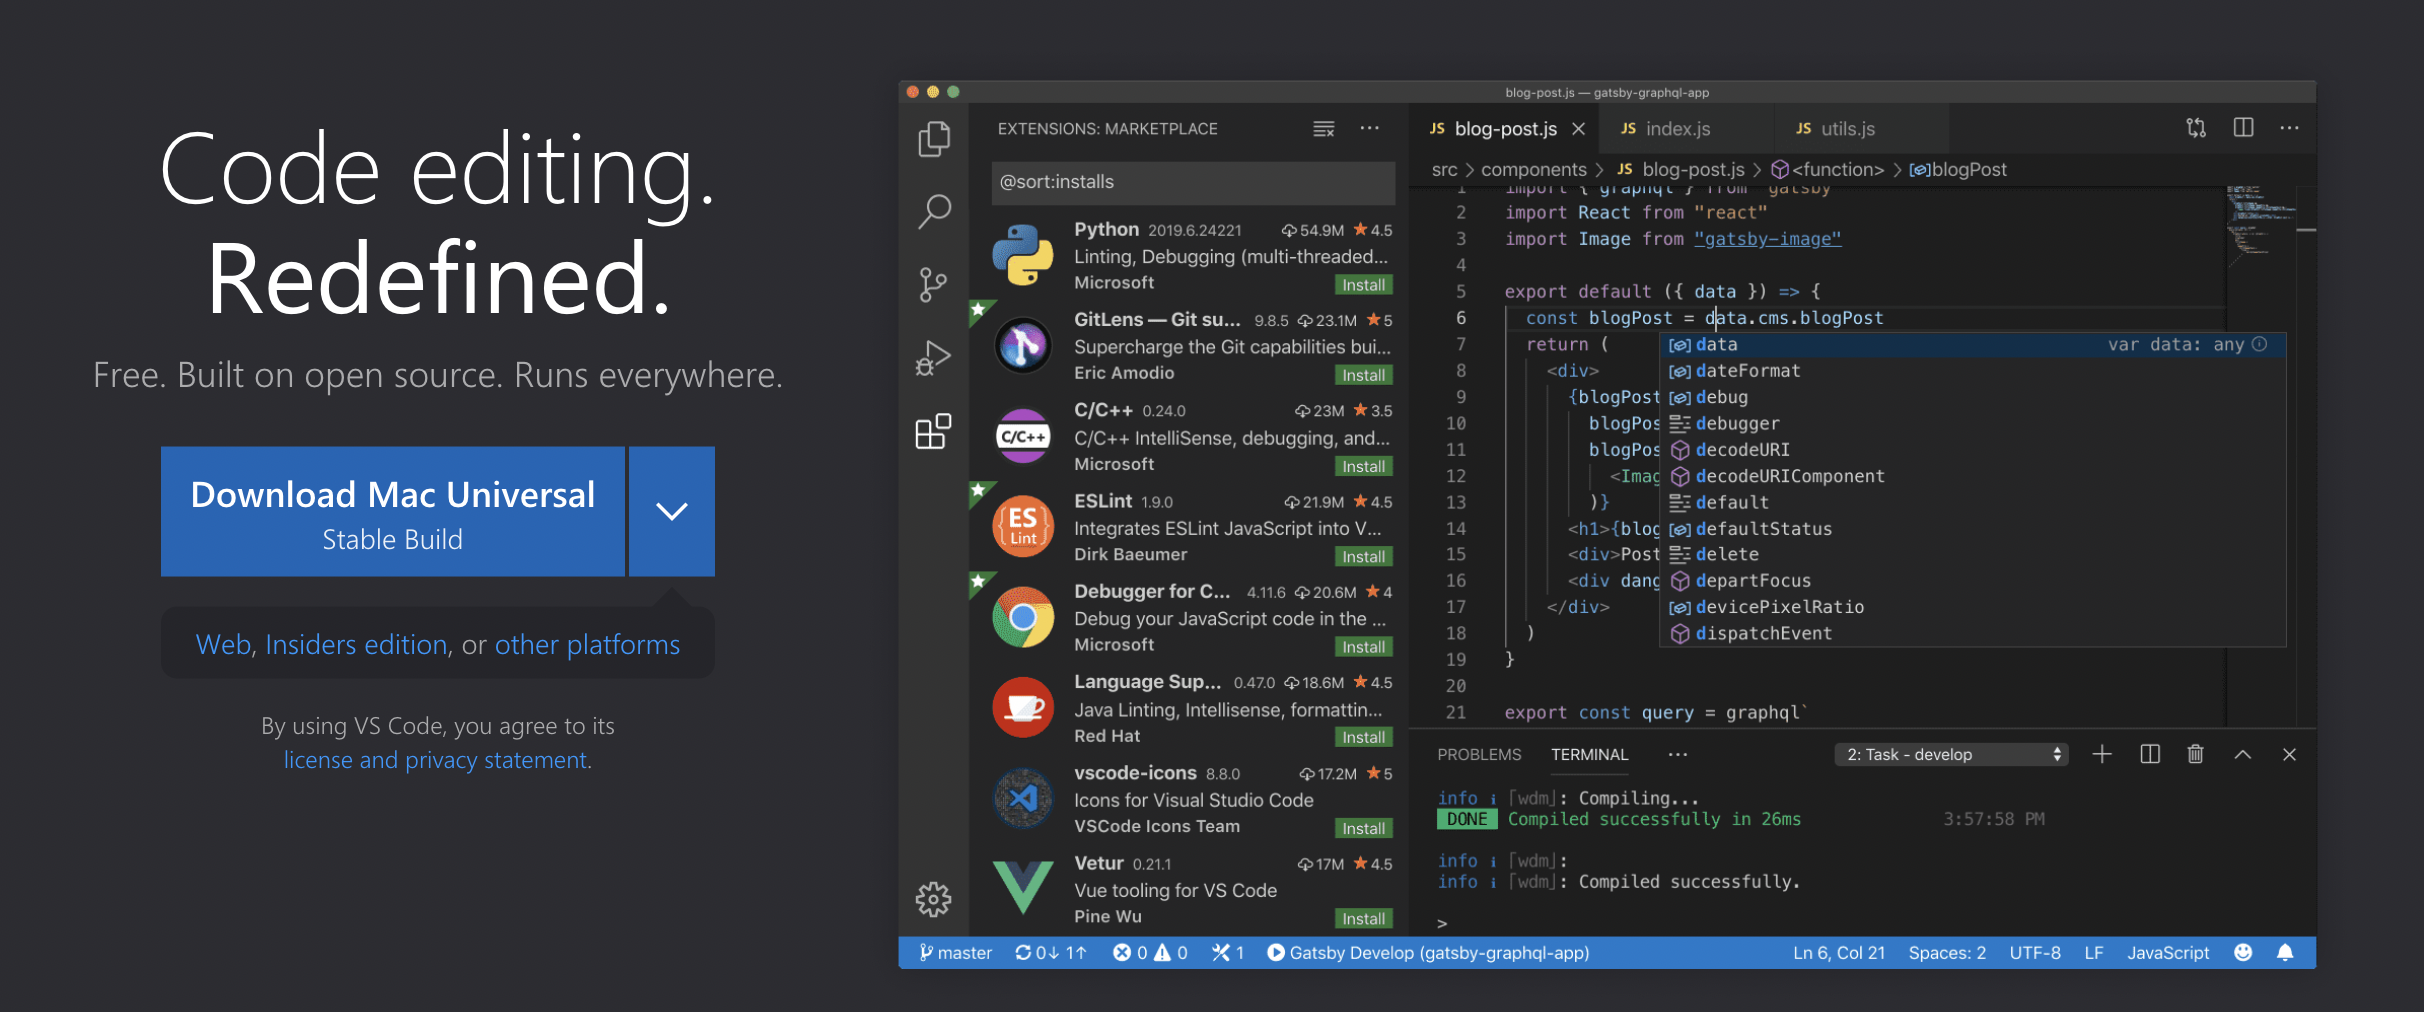 Code editing.
Redefined.
Free. Built on open source. Runs everywhere.
Download Mac Universal
Stable Build
Web, Insiders edition, or other platforms
By using VS Code, you agree to its
license and privacy statement.
blog-post.js — gatsby-graphql-app
EXTENSIONS: MARKETPLACE
@sort:installs
Python 2019.6.24221 54.9M 4.5
Linting, Debugging (multi-threaded...
Microsoft Install
GitLens — Git su... 9.8.5 23.1M 5
Supercharge the Git capabilities bui...
Eric Amodio Install
C/C++
C/C++ 0.24.0 23M 3.5
C/C++ IntelliSense, debugging, and...
Microsoft Install
ES
Lint
ESLint 1.9.0 21.9M 4.5
Integrates ESLint JavaScript into V...
Dirk Baeumer Install
Debugger for C... 4.11.6 20.6M 4
Debug your JavaScript code in the ...
Microsoft Install
Language Sup... 0.47.0 18.6M 4.5
Java Linting, Intellisense, formattin...
Red Hat Install
vscode-icons 8.8.0 17.2M 5
Icons for Visual Studio Code
VSCode Icons Team Install
Vetur 0.21.1 17M 4.5
Vue tooling for VS Code
Pine Wu Install
JS blog-post.js JS index.js JS utils.js
src > components > JS blog-post.js > <function> > blogPost
1 import { graphql } from "gatsby"
2 import React from "react"
3 import Image from "gatsby-image"
4
5 export default ({ data }) => {
6 const blogPost = data.cms.blogPost
7 return (
8 <div>
9 {blogPost
10 blogPos
11 blogPos
12 <Imag
13 )}
14 <h1>{blog
15 <div>Post
16 <div dang
17 </div>
18 )
19 }
20
21 export const query = graphql`
data var data: any
dateFormat
debug
debugger
decodeURI
decodeURIComponent
default
defaultStatus
delete
departFocus
devicePixelRatio
dispatchEvent
PROBLEMS TERMINAL ... 2: Task - develop
info i ｢wdm｣: Compiling...
DONE Compiled successfully in 26ms 3:57:58 PM
info i ｢wdm｣:
info i ｢wdm｣: Compiled successfully.
>
master 0↓ 1↑ 0 0 1 Gatsby Develop (gatsby-graphql-app) Ln 6, Col 21 Spaces: 2 UTF-8 LF JavaScript